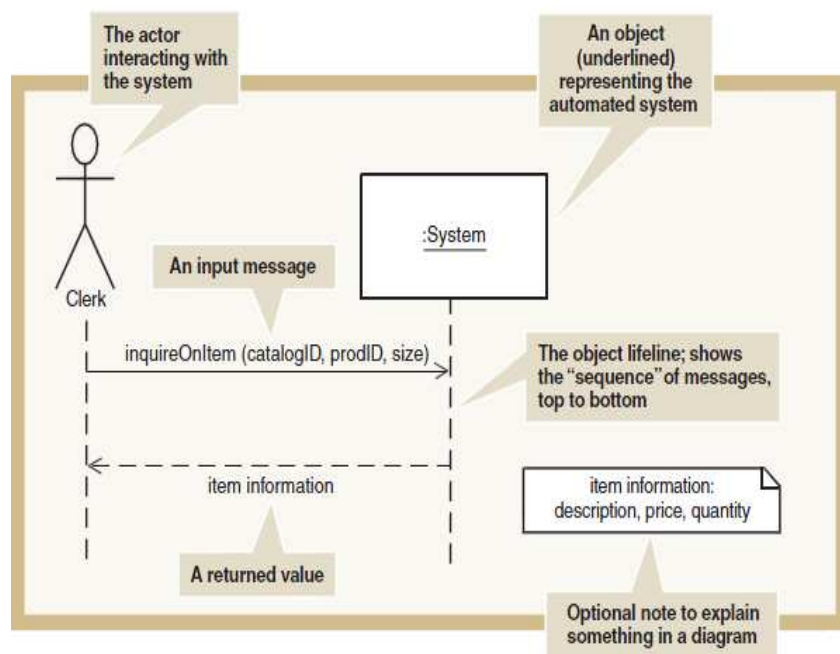 The actor
interacting with
the system
An object
(underlined)
representing the
automated system
:System
An input message
Clerk
inquireOnItem (catalogID, prodID, size)
The object lifeline; shows
the “sequence” of messages,
top to bottom
item information
item information:
description, price, quantity
A returned value
Optional note to explain
something in a diagram